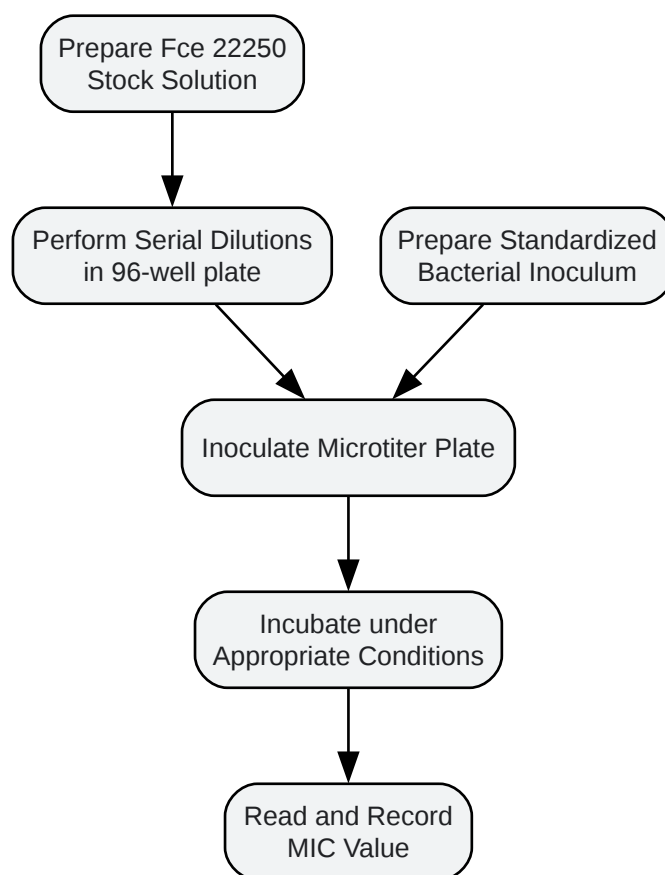 Prepare Fce 22250
Stock Solution
Perform Serial Dilutions
in 96-well plate
Prepare Standardized
Bacterial Inoculum
Inoculate Microtiter Plate
Incubate under
Appropriate Conditions
Read and Record
MIC Value